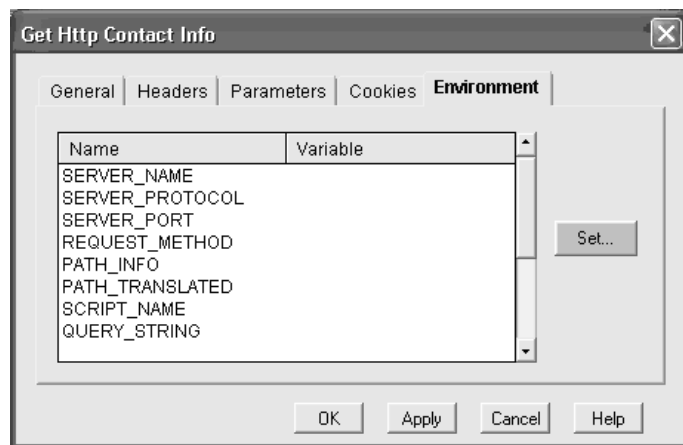 Get Http Contact Info
General Headers Parameters Cookies Environment
Name Variable
SERVER_NAME
SERVER_PROTOCOL
SERVER_PORT
REQUEST_METHOD
PATH_INFO
PATH_TRANSLATED
SCRIPT_NAME
QUERY_STRING
Set...
OK Apply Cancel Help